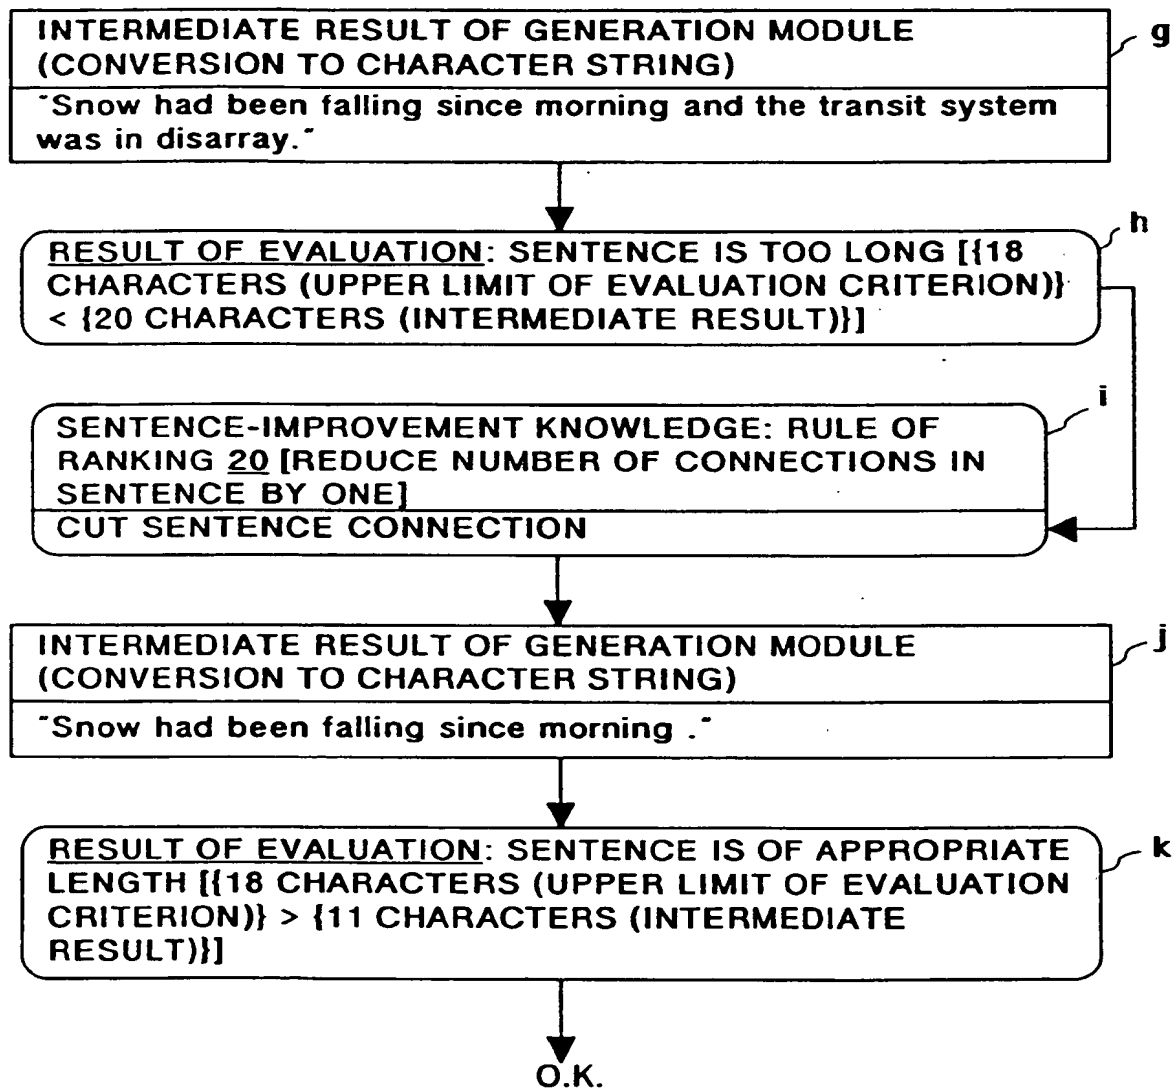 INTERMEDIATE RESULT OF GENERATION MODULE
(CONVERSION TO CHARACTER STRING)
g
"Snow had been falling since morning and the transit system
was in disarray."
h
RESULT OF EVALUATION: SENTENCE IS TOO LONG [{18
CHARACTERS (UPPER LIMIT OF EVALUATION CRITERION)}
< {20 CHARACTERS (INTERMEDIATE RESULT)}]
i
SENTENCE-IMPROVEMENT KNOWLEDGE: RULE OF
RANKING 20 [REDUCE NUMBER OF CONNECTIONS IN
SENTENCE BY ONE]
CUT SENTENCE CONNECTION
INTERMEDIATE RESULT OF GENERATION MODULE
(CONVERSION TO CHARACTER STRING)
j
"Snow had been falling since morning ."
RESULT OF EVALUATION: SENTENCE IS OF APPROPRIATE
k
LENGTH [{18 CHARACTERS (UPPER LIMIT OF EVALUATION
CRITERION)} > {11 CHARACTERS (INTERMEDIATE
RESULT)}]
O.K.